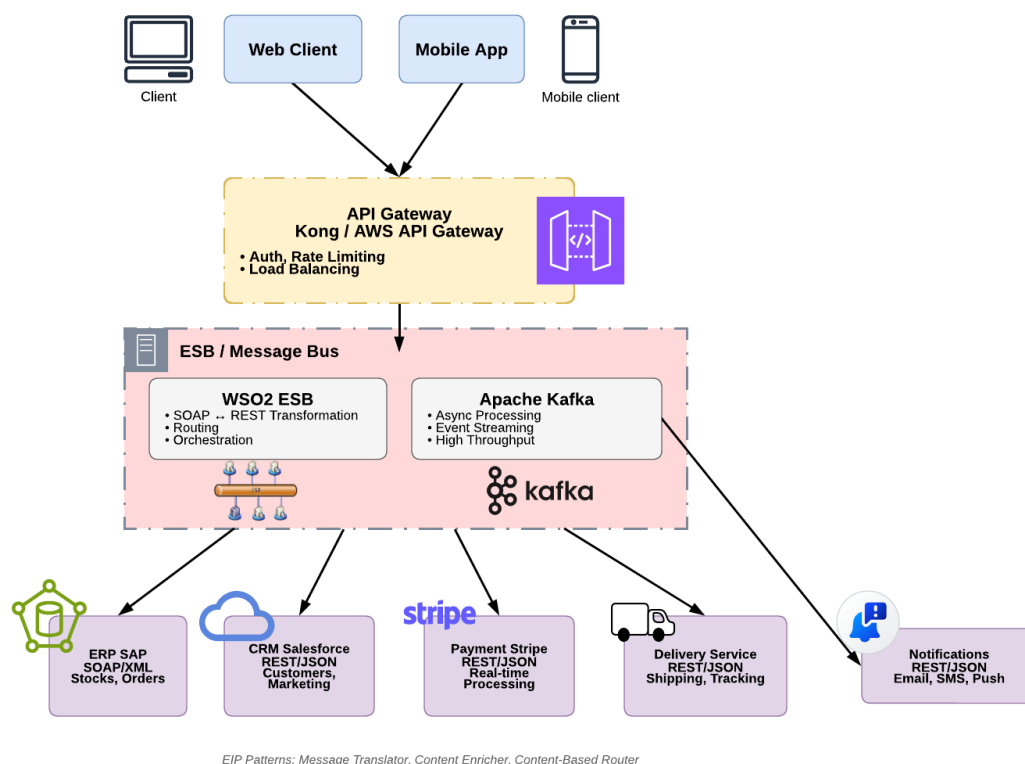 Web Client
Mobile App
Client
Mobile client
API Gateway
Kong / AWS API Gateway
• Auth, Rate Limiting
• Load Balancing
</>
ESB / Message Bus
WSO2 ESB
• SOAP ↔ REST Transformation
• Routing
• Orchestration
Apache Kafka
• Async Processing
• Event Streaming
• High Throughput
ESB
kafka
stripe
ERP SAP
SOAP/XML
Stocks, Orders
CRM Salesforce
REST/JSON
Customers,
Marketing
Payment Stripe
REST/JSON
Real-time
Processing
Delivery Service
REST/JSON
Shipping, Tracking
Notifications
REST/JSON
Email, SMS, Push
EIP Patterns: Message Translator, Content Enricher, Content-Based Router